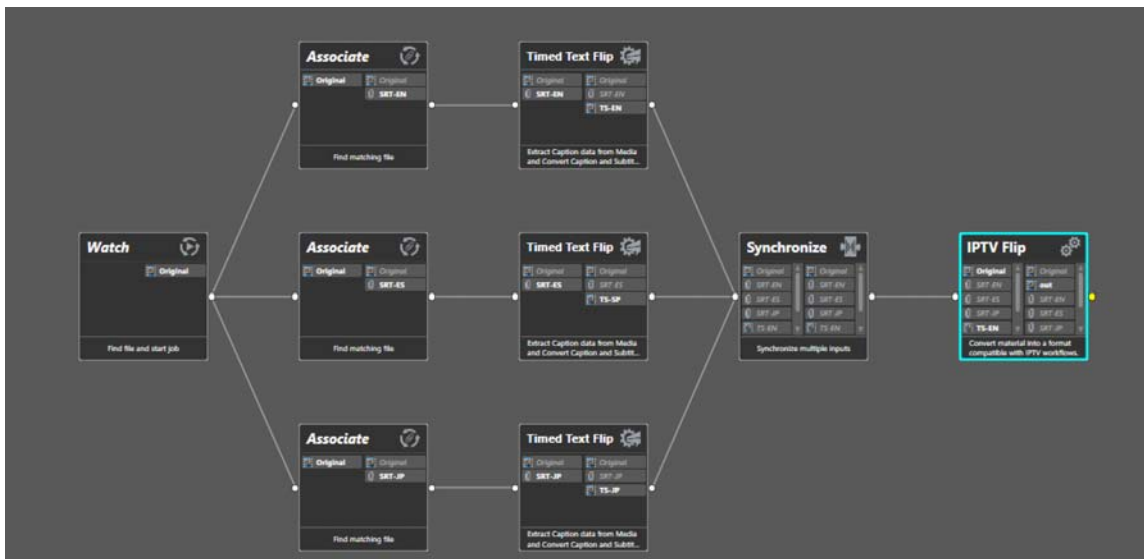 Associate
Original Original
SRT-EN
Find matching file
Timed Text Flip
Original Original
SRT-EN SRT-EN
TS-EN
Extract Caption data from Media
and Convert Caption and Subtit...
Watch
Original
Find file and start job
Associate
Original Original
SRT-ES
Find matching file
Timed Text Flip
Original Original
SRT-ES SRT-ES
TS-SP
Extract Caption data from Media
and Convert Caption and Subtit...
Synchronize
Original Original
SRT-EN SRT-EN
SRT-ES SRT-ES
SRT-JP SRT-JP
TS-EN TS-EN
Synchronize multiple inputs
IPTV Flip
Original Original
SRT-EN out
SRT-ES SRT-EN
SRT-JP SRT-ES
TS-EN SRT-JP
Convert material into a format
compatible with IPTV workflows.
Associate
Original Original
SRT-JP
Find matching file
Timed Text Flip
Original Original
SRT-JP SRT-JP
TS-JP
Extract Caption data from Media
and Convert Caption and Subtit...